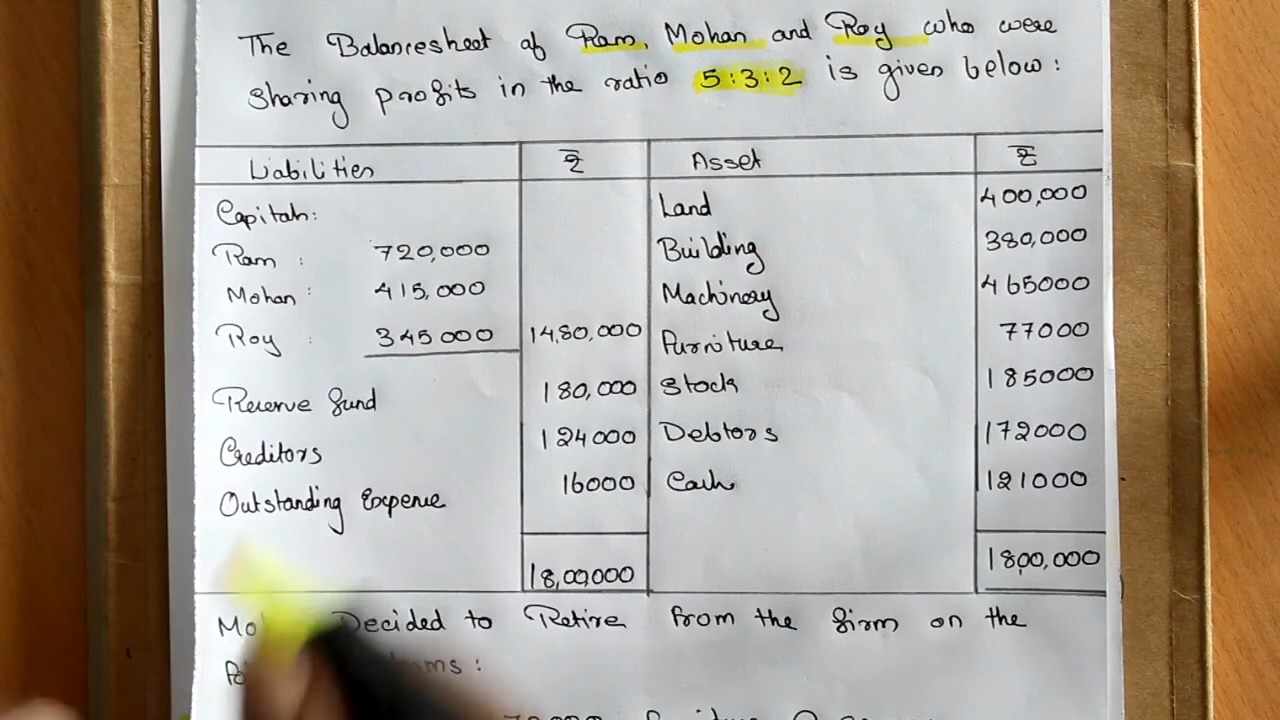 The Balancesheet of Ram, Mohan and Roy who were
sharing profits in the ratio 5:3:2 is given below:
Liabilities ₹ Asset ₹
Capitals: Land 400,000
Ram : 720,000 Building 380,000
Mohan : 415,000 Machinery 465000
Roy : 345000 14,80,000 Furniture 77000
Reserve fund 180,000 Stock 185000
Creditors 124000 Debtors 172000
Outstanding Expense 16000 Cash 121000
18,00,000 1800,000
Decided to Retire from the firm on the